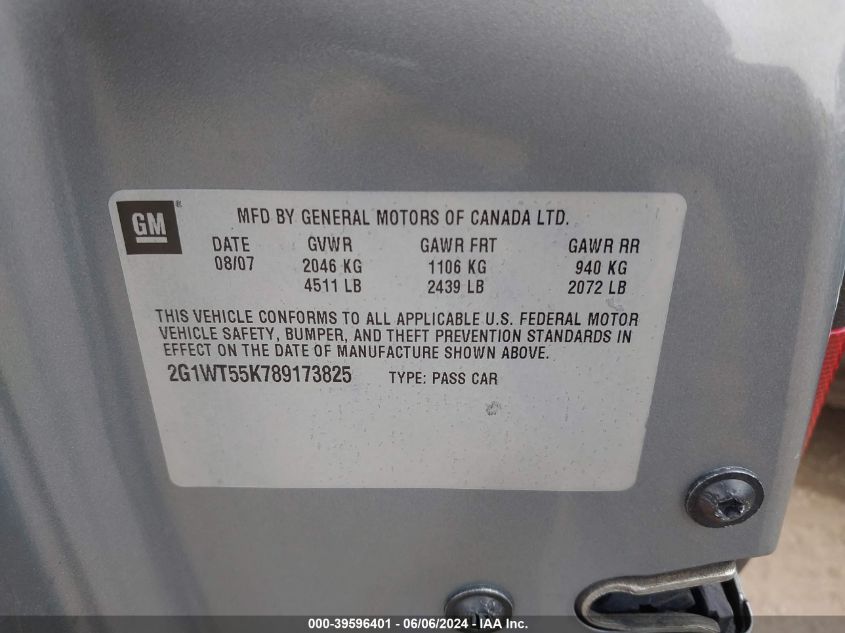 GM®
MFD BY GENERAL MOTORS OF CANADA LTD.
DATE GVWR GAWR FRT GAWR RR
08/07 2046 KG 1106 KG 940 KG
4511 LB 2439 LB 2072 LB
THIS VEHICLE CONFORMS TO ALL APPLICABLE U.S. FEDERAL MOTOR
VEHICLE SAFETY, BUMPER, AND THEFT PREVENTION STANDARDS IN
EFFECT ON THE DATE OF MANUFACTURE SHOWN ABOVE.
2G1WT55K789173825 TYPE: PASS CAR
000-39596401 - 06/06/2024 - IAA Inc.